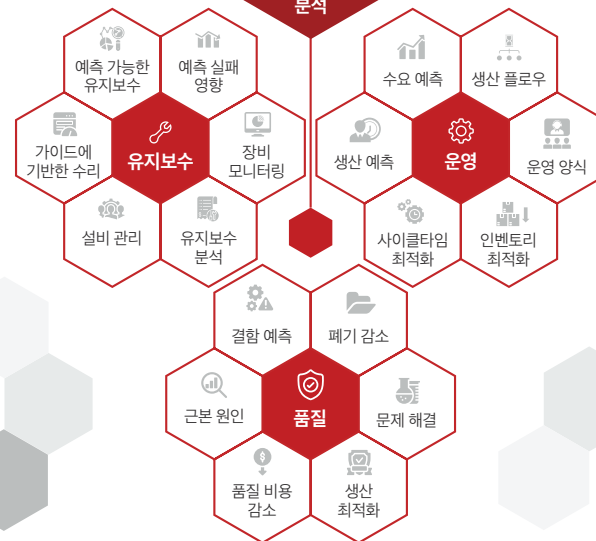 분석
예측 가능한
유지보수
예측 실패
영향
가이드에
기반한 수리
유지보수
장비
모니터링
설비 관리
유지보수
분석
수요 예측
생산 플로우
생산 예측
운영
운영 양식
사이클타임
최적화
인벤토리
최적화
결함 예측
폐기 감소
근본 원인
품질
문제 해결
품질 비용
감소
생산
최적화